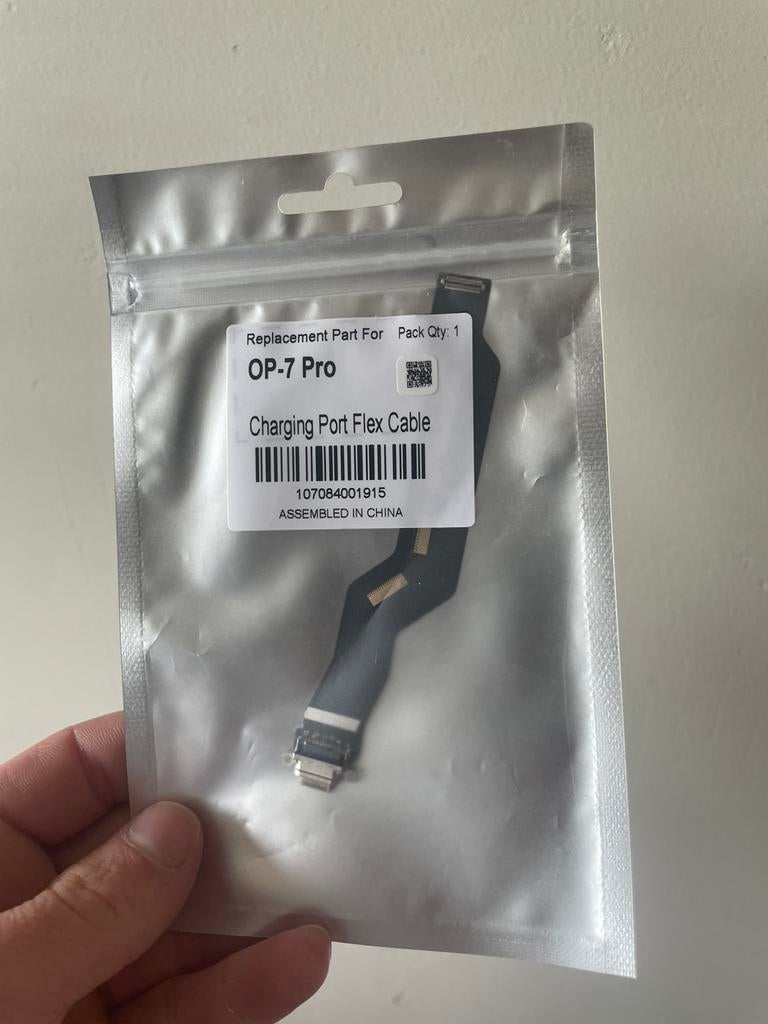 Replacement Part For Pack Qty: 1
OP-7 Pro
Charging Port Flex Cable
107084001915
ASSEMBLED IN CHINA